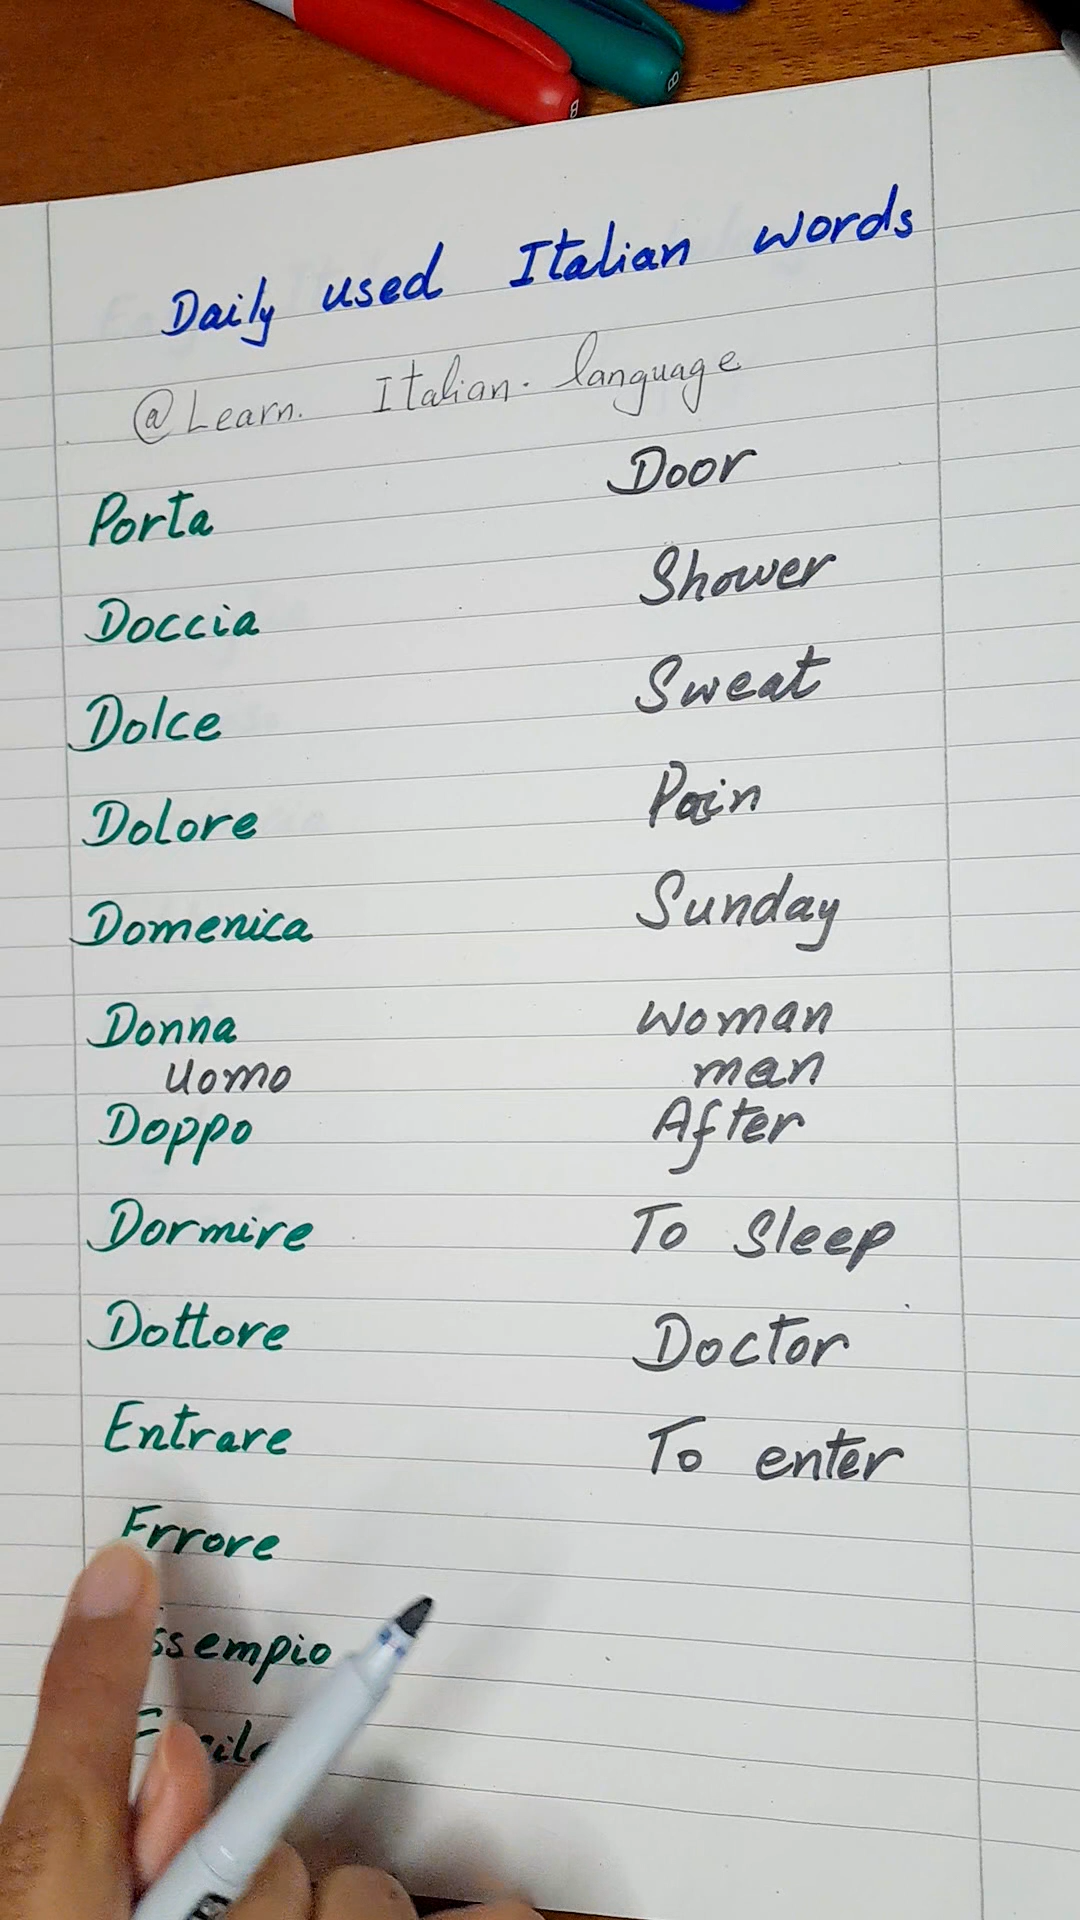 Daily used Italian words
@Learn. Italian. language
Porta Door
Doccia Shower
Dolce Sweat
Dolore Pain
Domenica Sunday
Donna Woman
Uomo man
Doppo After
Dormire To Sleep
Dottore Doctor
Entrare To enter
Errore